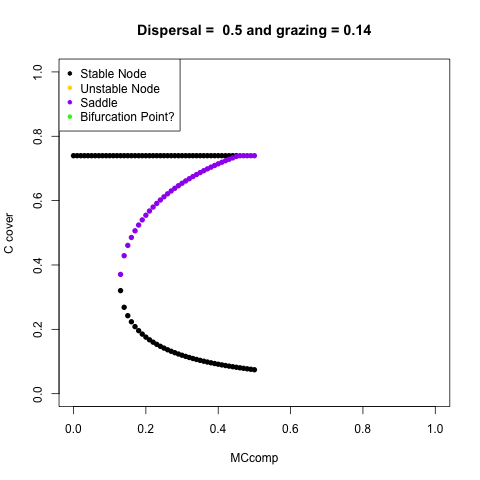 Dispersal =  0.5 and grazing = 0.14
Stable Node
Unstable Node
Saddle
Bifurcation Point?
C cover
1.0
0.8
0.6
0.4
0.2
0.0
0.0 0.2 0.4 0.6 0.8 1.0
MCcomp